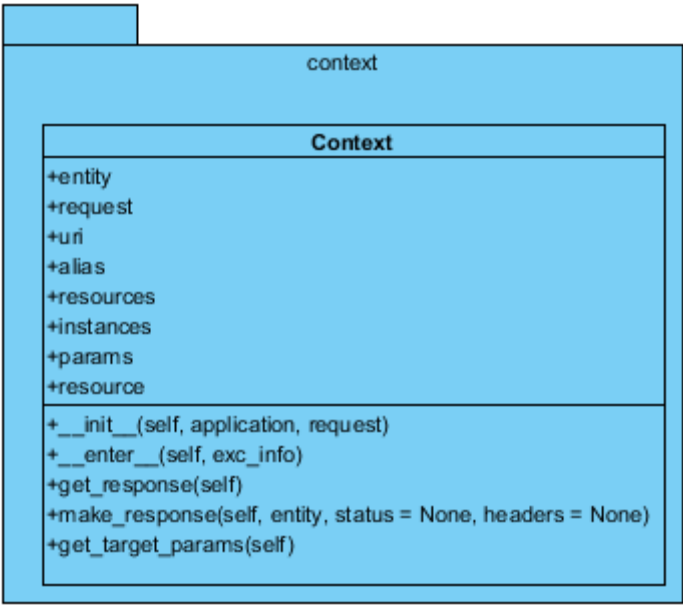 context
Context
+entity
+request
+uri
+alias
+resources
+instances
+params
+resource
+__init__(self, application, request)
+__enter__(self, exc_info)
+get_response(self)
+make_response(self, entity, status = None, headers = None)
+get_target_params(self)